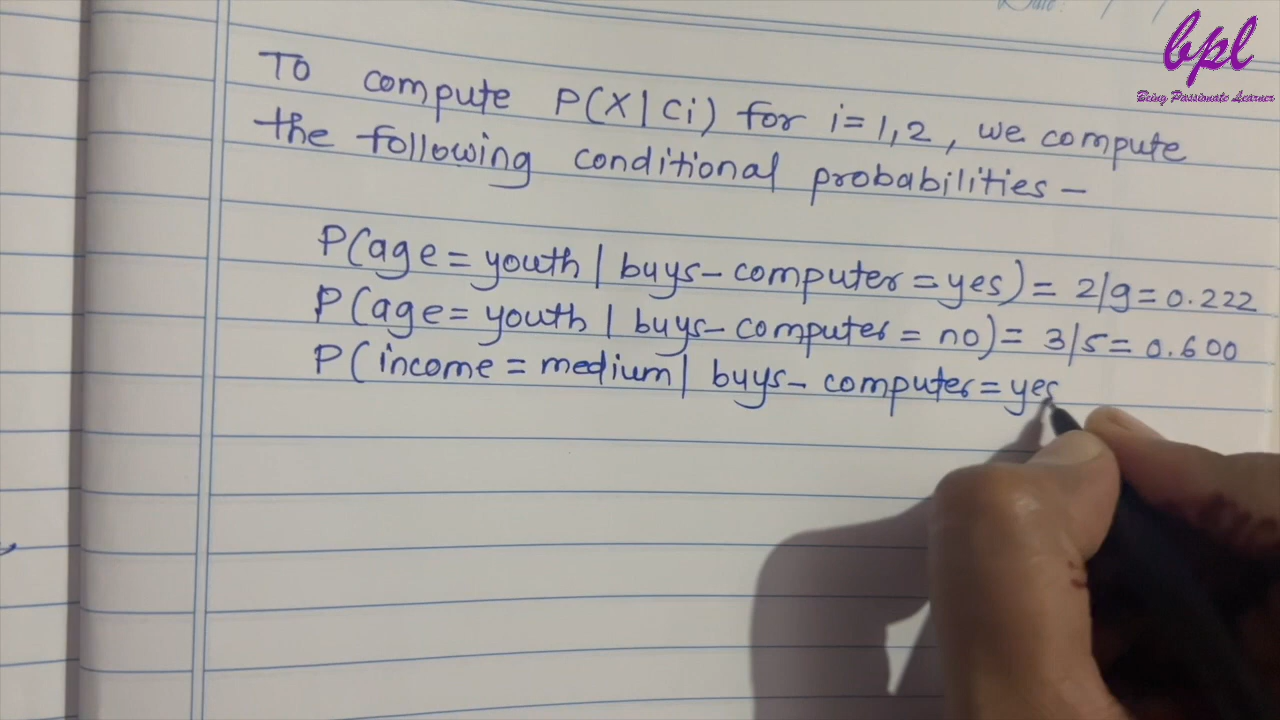 Date: / /
bpl
Being Passionate Learner
To compute P(X|Ci) for i=1,2, we compute
the following conditional probabilities -
P(age = youth | buys-computer = yes) = 2/9 = 0.222
P(age = youth | buys-computer = no) = 3/5 = 0.600
P(income = medium | buys-computer = yes